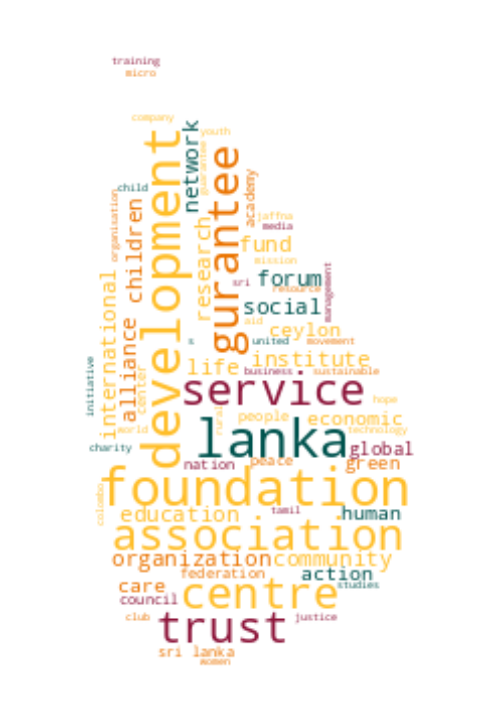 training
micro
company
development
network
youth
guarantee
gurantee
child
organisation
children
academy
research
jaffna
media
fund
mission
sri
forum
resource
management
international
social
aid
alliance
ceylon
s
united
movement
initiative
center
life
institute
business
sustainable
service
hope
world
rural
people
economic
technology
lanka
charity
global
nation
peace
green
foundation
colombo
education
.
tamil
human
association
organization
community
federation
action
care
studies
council
centre
club
trust
justice
sri lanka
women